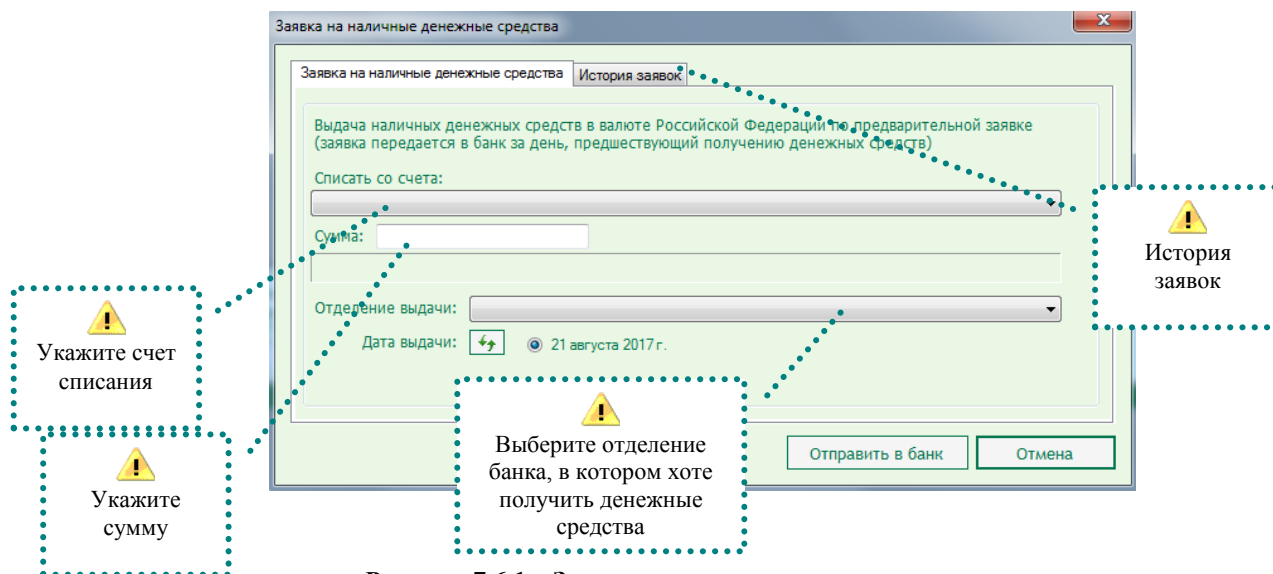 Заявка на наличные денежные средства
Заявка на наличные денежные средства
История заявок
Выдача наличных денежных средств в валюте Российской Федерации по предварительной заявке
(заявка передается в банк за день, предшествующий получению денежных средств)
Списать со счета:
Сумма:
История
заявок
Отделение выдачи:
Укажите счет
списания
Дата выдачи:
21 августа 2017 г.
Выберите отделение
банка, в котором хоте
получить денежные
средства
Отправить в банк
Отмена
Укажите
сумму